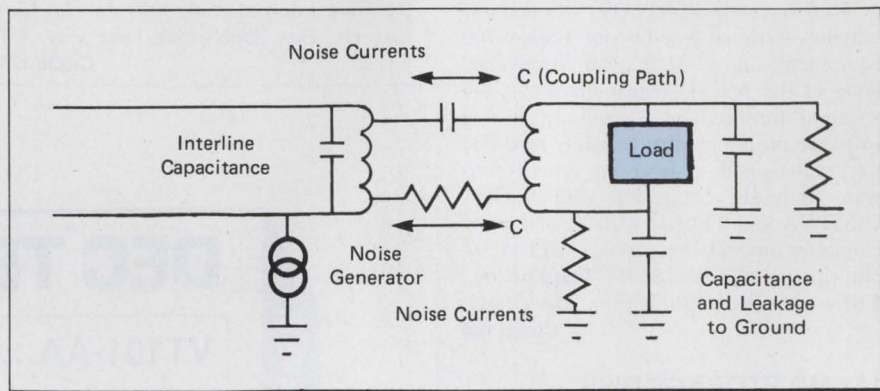 Noise Currents
C (Coupling Path)
Interline
Capacitance
Load
C
Noise
Generator
Noise Currents
Capacitance
and Leakage
to Ground